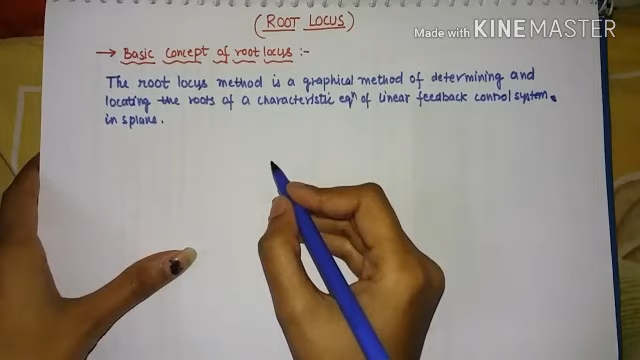 (ROOT LOCUS)
Made with KINEMASTER
→ Basic Concept of root locus :-
The root locus method is a graphical method of determining and
locating the roots of a characteristic eqⁿ of linear feedback control system.
in splane.